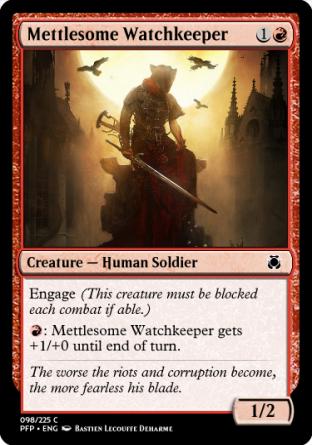 Mettlesome Watchkeeper 1
Creature — Human Soldier
Engage (This creature must be blocked
each combat if able.)
: Mettlesome Watchkeeper gets
+1/+0 until end of turn.
The worse the riots and corruption become,
the more fearless his blade.
098/225 C
PFP • ENG Bastien Lecouffe Deharme
1/2